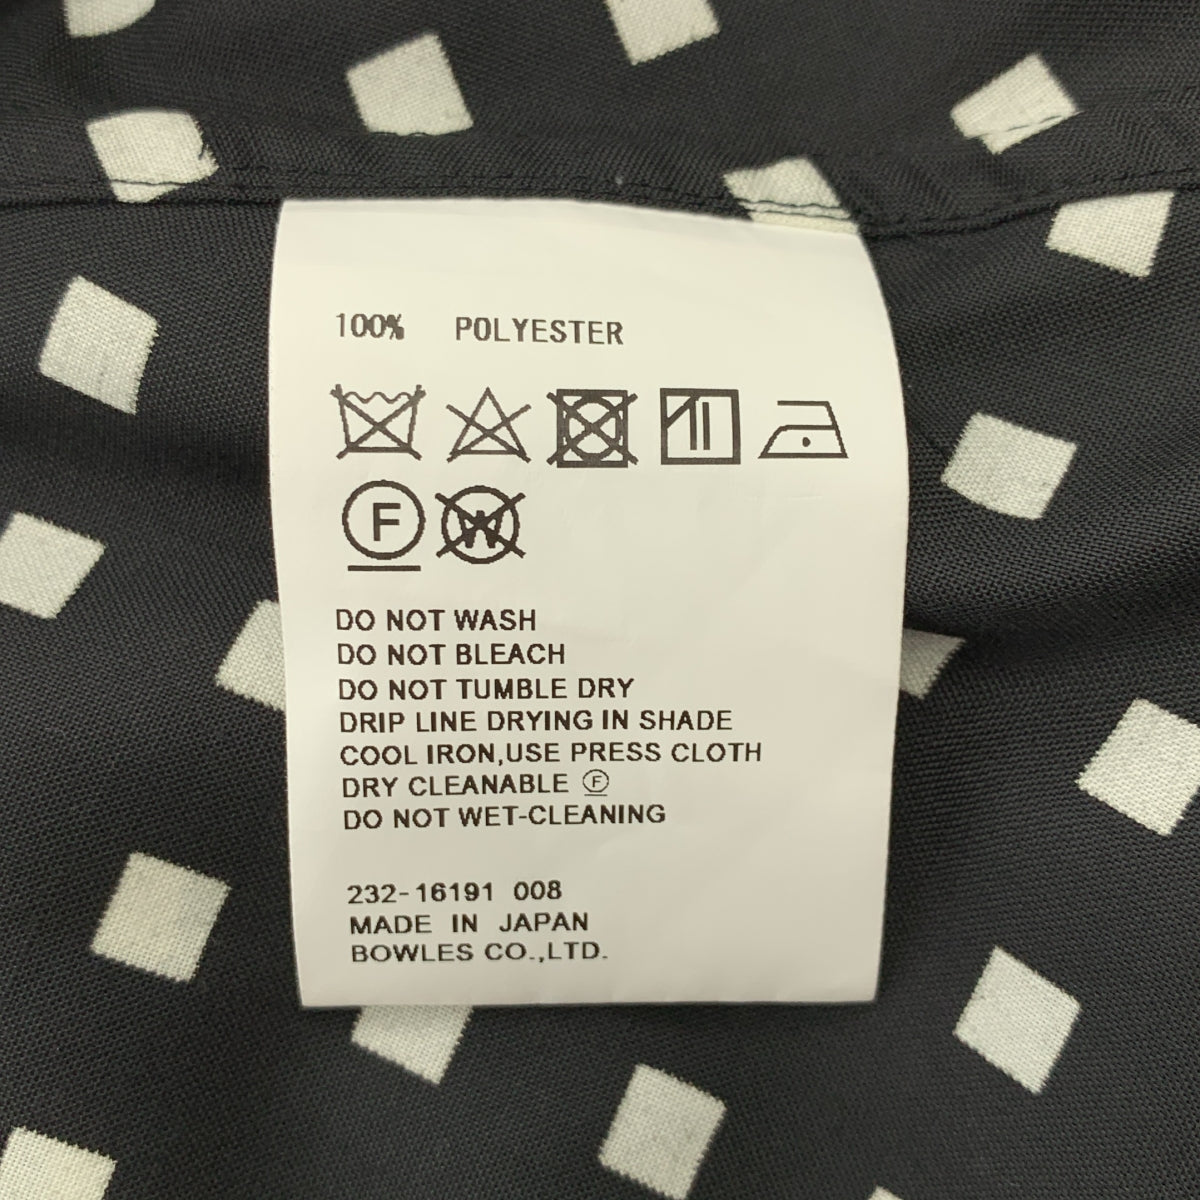 100% POLYESTER
F W
DO NOT WASH
DO NOT BLEACH
DO NOT TUMBLE DRY
DRIP LINE DRYING IN SHADE
COOL IRON,USE PRESS CLOTH
DRY CLEANABLE Ⓕ
DO NOT WET-CLEANING
232-16191 008
MADE IN JAPAN
BOWLES CO.,LTD.